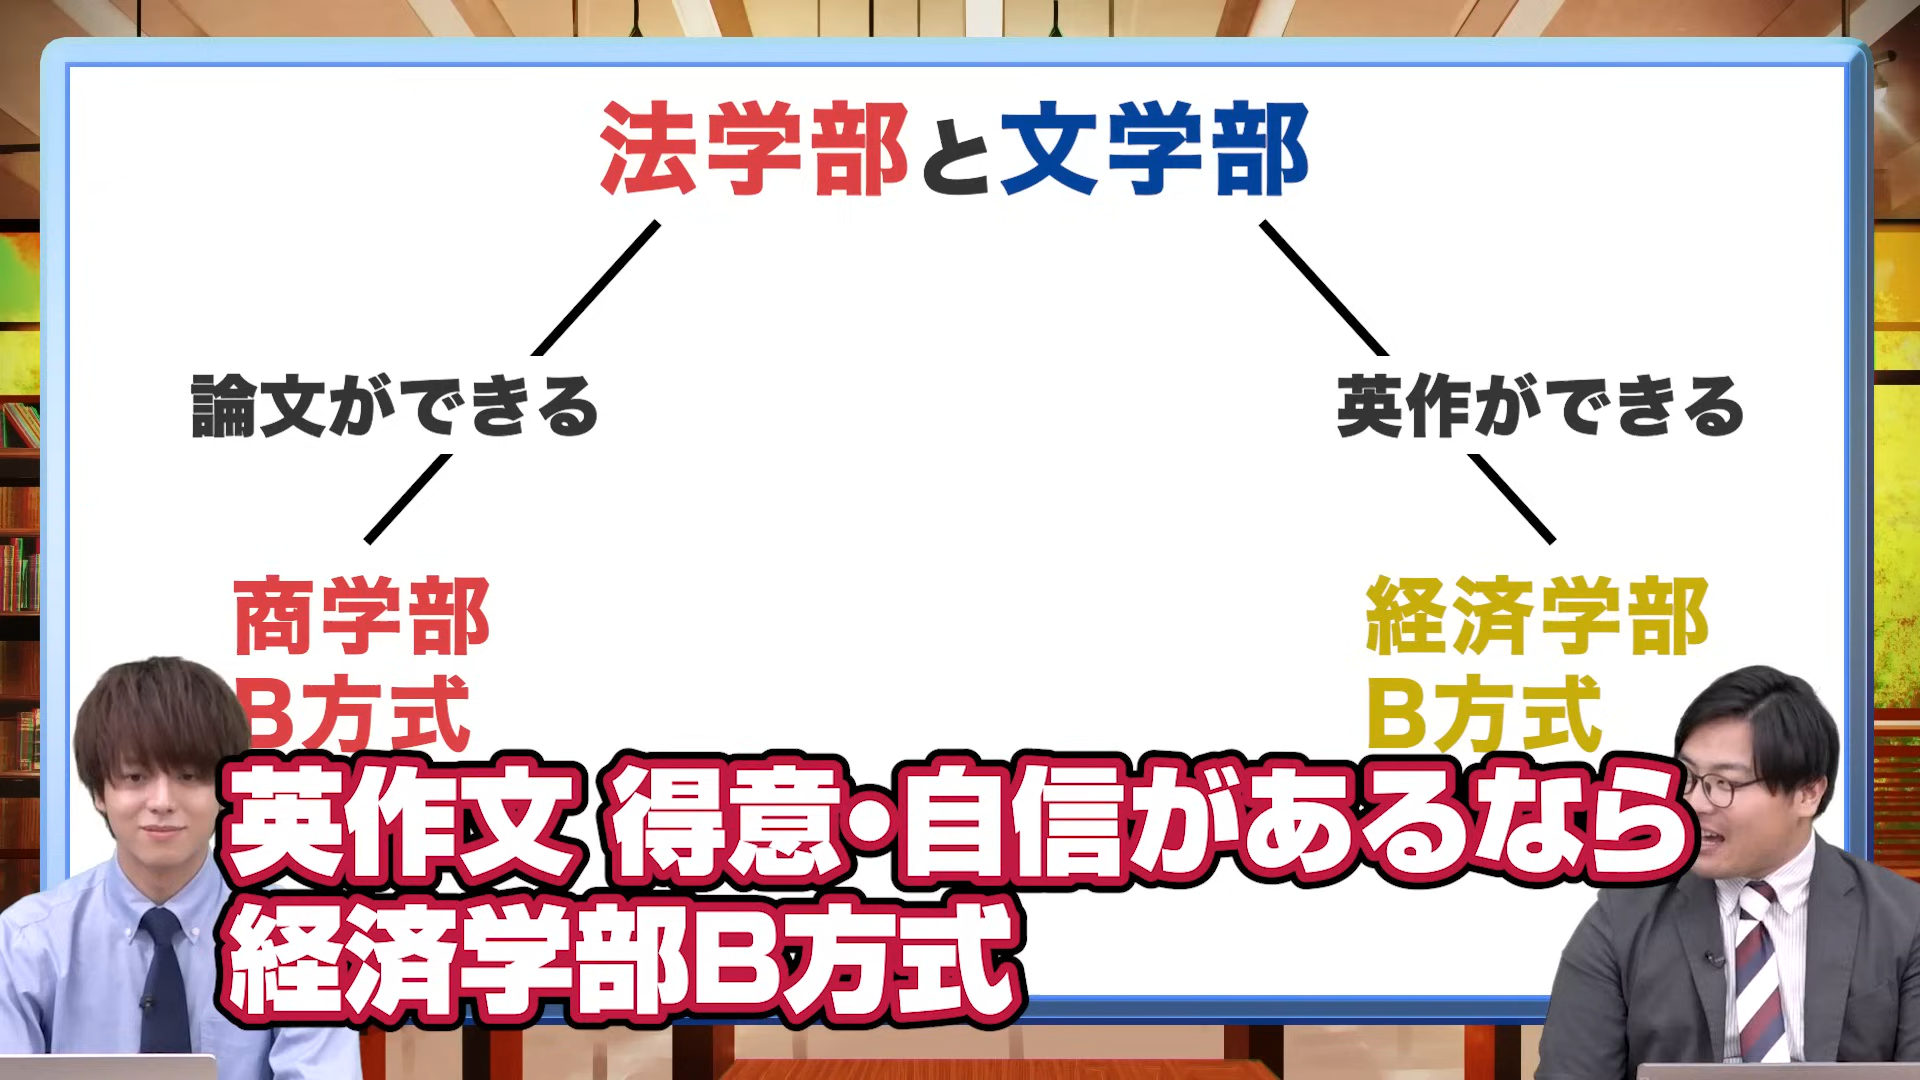 法学部と文学部
論文ができる
英作ができる
商学部
B方式
経済学部
B方式
英作文 得意・自信があるなら
経済学部B方式